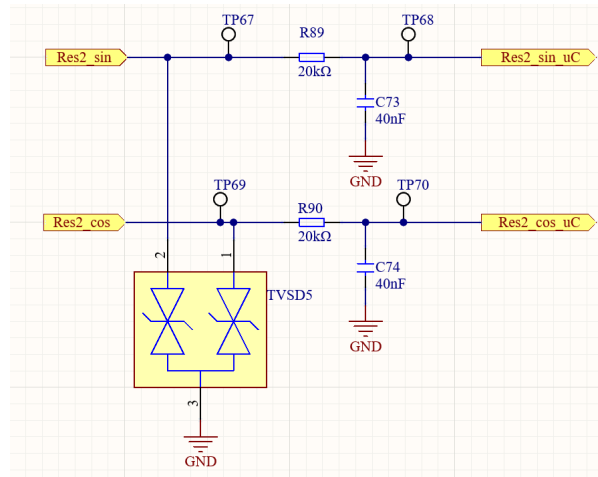 TP67
R89
TP68
Res2_sin
Res2_sin_uC
20kΩ
C73
40nF
GND
TP69
R90
TP70
Res2_cos
Res2_cos_uC
20kΩ
2
1
C74
40nF
TVSD5
GND
3
GND